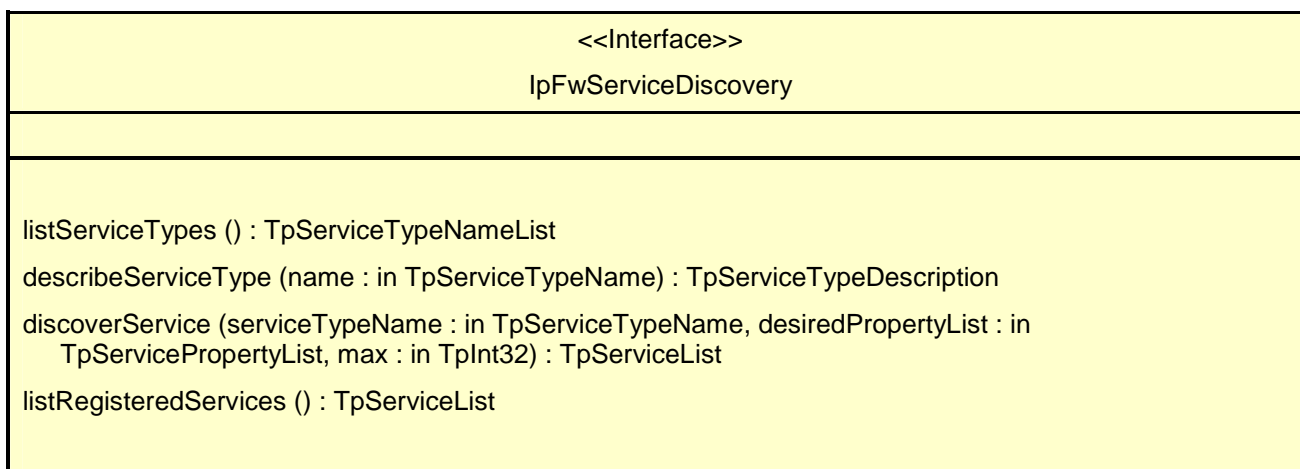 <<Interface>>
IpFwServiceDiscovery
listServiceTypes () : TpServiceTypeNameList
describeServiceType (name : in TpServiceTypeName) : TpServiceTypeDescription
discoverService (serviceTypeName : in TpServiceTypeName, desiredPropertyList : in
TpServicePropertyList, max : in TpInt32) : TpServiceList
listRegisteredServices () : TpServiceList